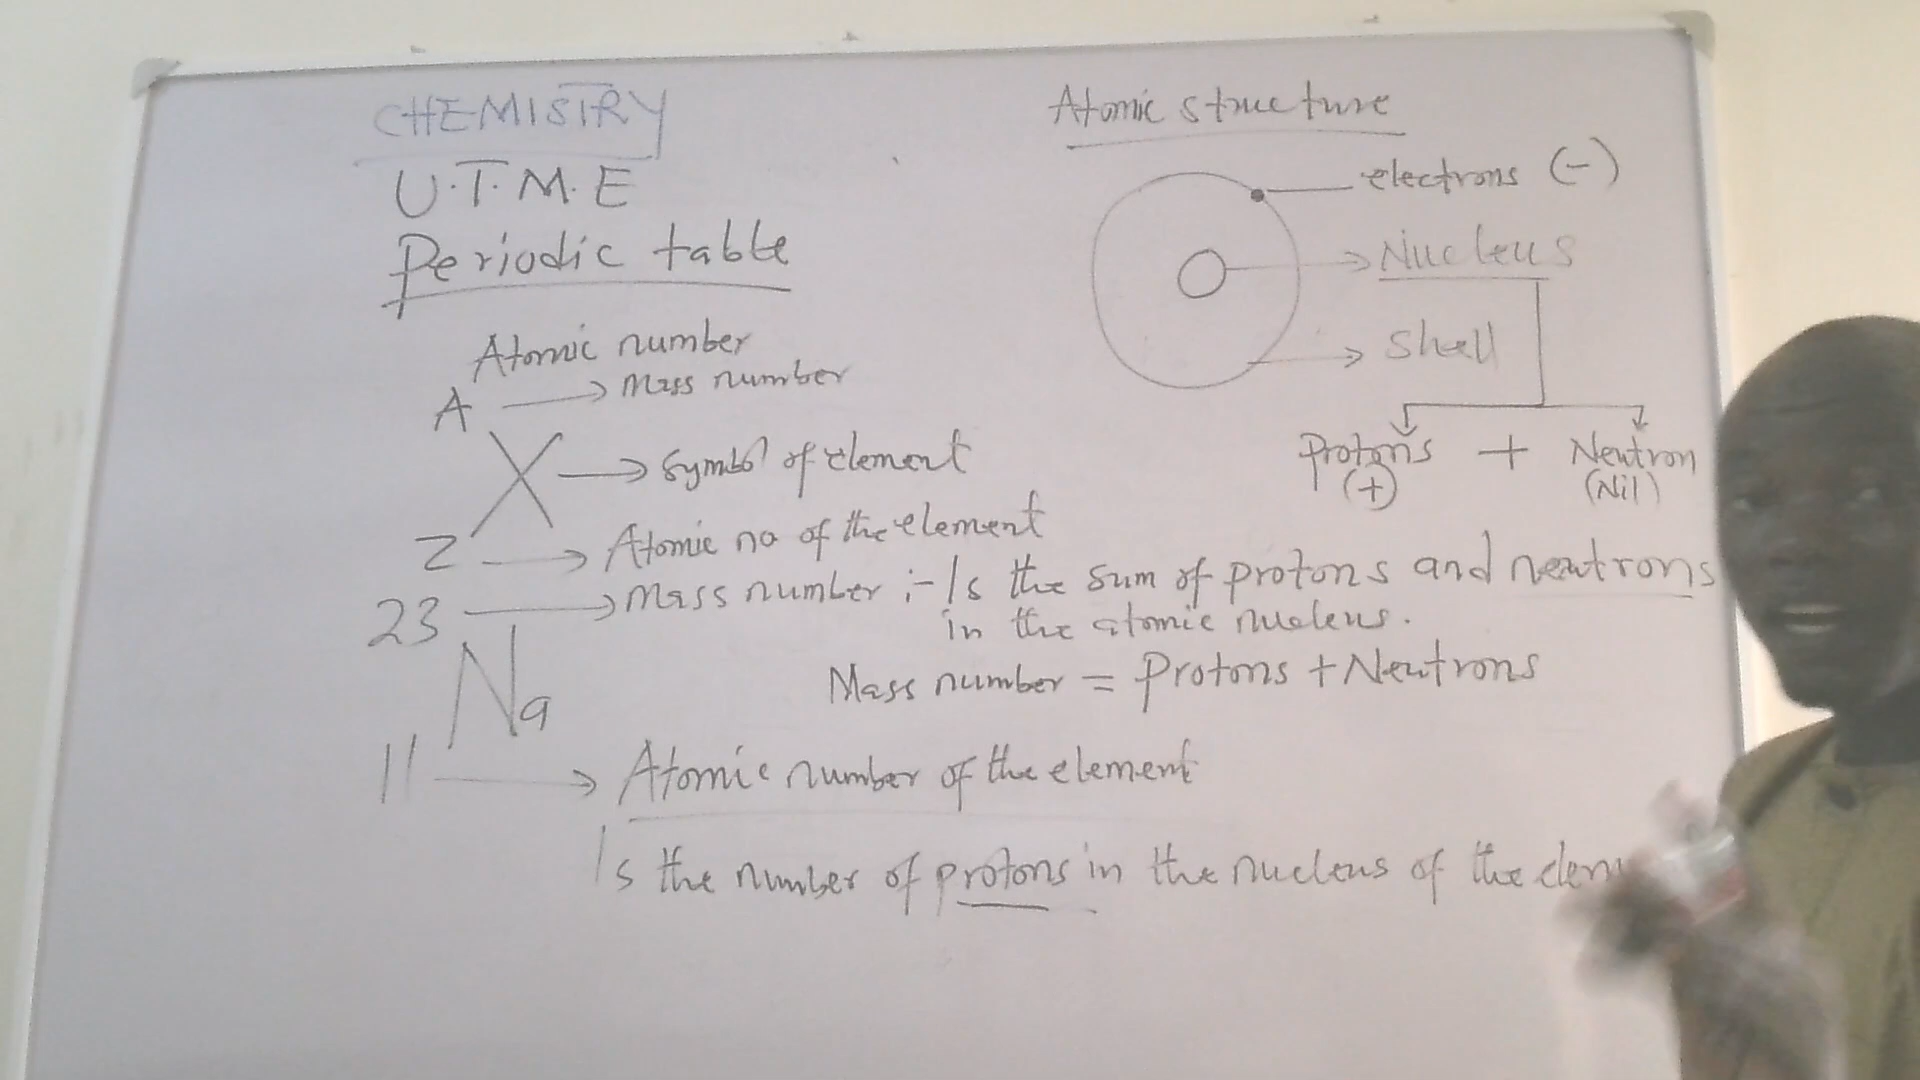 CHEMISTRY
U.T.M.E
Periodic table
Atomic number
A → Mass number
X → Symbol of element
Z → Atomic no of the element
23 → Mass number :- Is the sum of protons and neutrons
in the atomic nucleus.
Na
Mass number = Protons + Neutrons
11 → Atomic number of the element
Is the number of protons in the nucleus of the
Atomic structure
electrons (-)
Nucleus
Shell
Protons + Neutron
(+) (Nil)